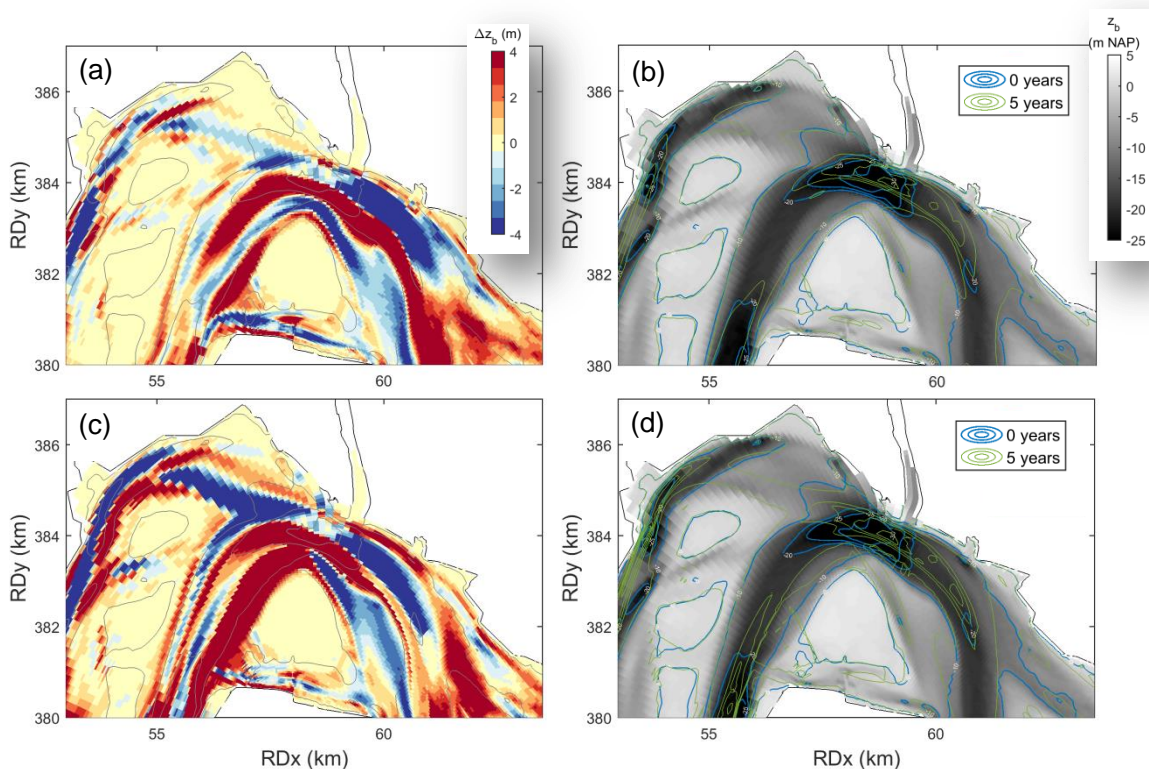 Δz_b (m)
4
2
0
-2
-4
(a)
386
384
382
380
RDy (km)
55
60
z_b
(m NAP)
5
0
-5
-10
-15
-20
-25
(b)
0 years
5 years
386
384
382
380
RDy (km)
55
60
(c)
386
384
382
380
RDy (km)
55
60
RDx (km)
(d)
0 years
5 years
386
384
382
380
RDy (km)
55
60
RDx (km)